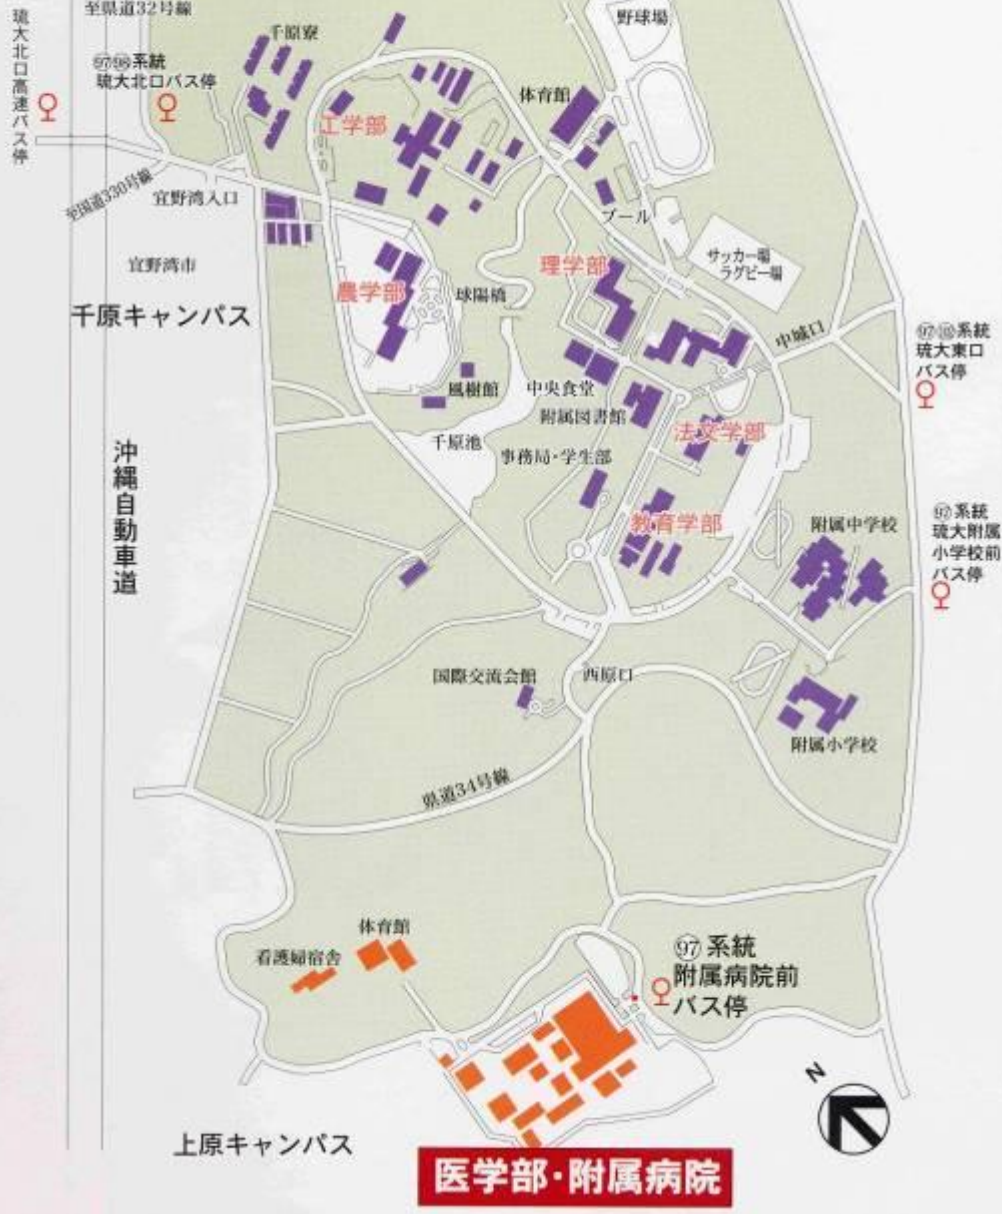 至県道32号線
琉大北口高速バス停
97 98 系統
琉大北口バス停
千原寮
野球場
体育館
工学部
至国道330号線
宜野湾入口
宜野湾市
プール
サッカー場
ラグビー場
理学部
農学部
球陽橋
千原キャンパス
中城口
97 系統
琉大東口
バス停
風樹館
中央食堂
附属図書館
法文学部
千原池
事務局・学生部
沖縄自動車道
教育学部
附属中学校
97 系統
琉大附属
小学校前
バス停
国際交流会館
西原口
附属小学校
県道34号線
体育館
看護婦宿舎
97 系統
附属病院前
バス停
N
上原キャンパス
医学部・附属病院